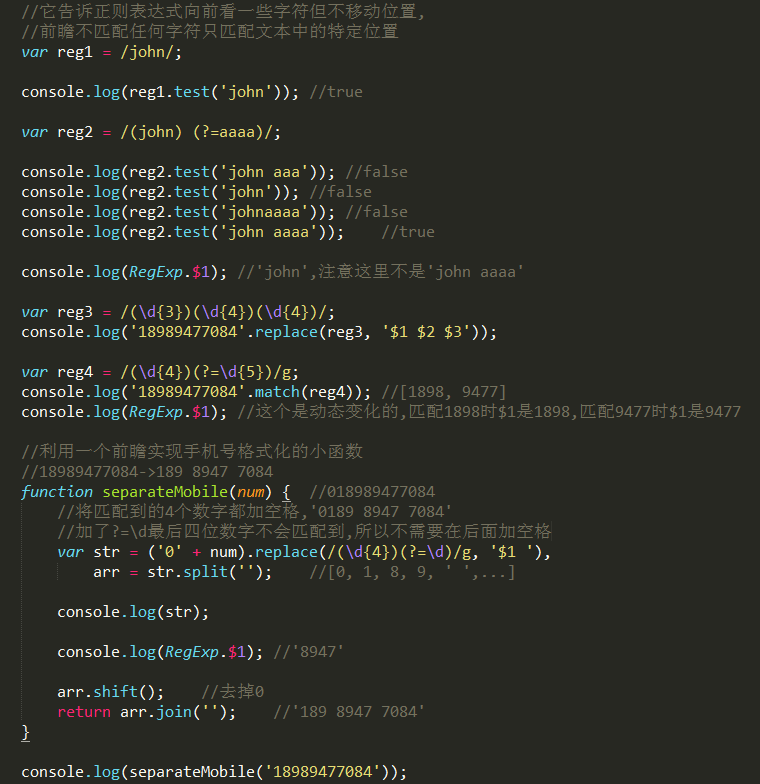 //它告诉正则表达式向前看一些字符但不移动位置,
//前瞻不匹配任何字符只匹配文本中的特定位置
var reg1 = /john/;
console.log(reg1.test('john')); //true
var reg2 = /(john) (?=aaaa)/;
console.log(reg2.test('john aaa')); //false
console.log(reg2.test('john')); //false
console.log(reg2.test('johnaaaa')); //false
console.log(reg2.test('john aaaa'));    //true
console.log(RegExp.$1); //'john',注意这里不是'john aaaa'
var reg3 = /(\d{3})(\d{4})(\d{4})/;
console.log('18989477084'.replace(reg3, '$1 $2 $3'));
var reg4 = /(\d{4})(?=\d{5})/g;
console.log('18989477084'.match(reg4)); //[1898, 9477]
console.log(RegExp.$1); //这个是动态变化的,匹配1898时$1是1898,匹配9477时$1是9477
//利用一个前瞻实现手机号格式化的小函数
//18989477084->189 8947 7084
function separateMobile(num) {  //018989477084
    //将匹配到的4个数字都加空格,'0189 8947 7084'
    //加了?=\d最后四位数字不会匹配到,所以不需要在后面加空格
    var str = ('0' + num).replace(/(\d{4})(?=\d)/g, '$1 '),
        arr = str.split('');    //[0, 1, 8, 9, ' ',...]
    console.log(str);
    console.log(RegExp.$1); //'8947'
    arr.shift();    //去掉0
    return arr.join('');    //'189 8947 7084'
}
console.log(separateMobile('18989477084'));